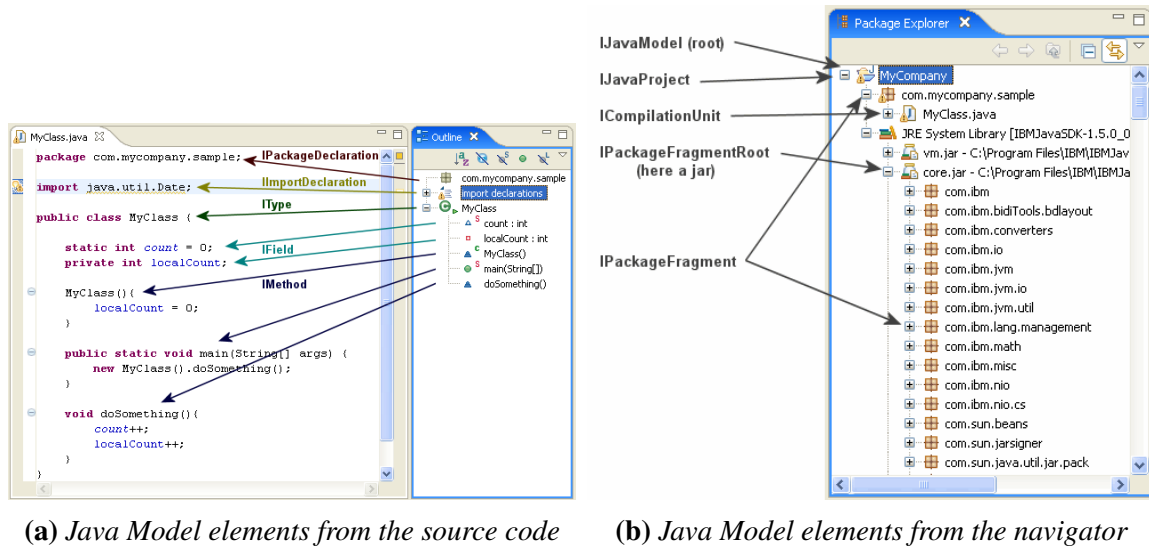 MyClass.java
package com.mycompany.sample;
IPackageDeclaration
import java.util.Date;
IImportDeclaration
public class MyClass {
IType
static int count = 0;
IField
private int localCount;
MyClass(){
IMethod
localCount = 0;
}
public static void main(String[] args) {
new MyClass().doSomething();
}
void doSomething(){
count++;
localCount++;
}
}
Outline
com.mycompany.sample
import declarations
MyClass
count : int
localCount : int
MyClass()
main(String[])
doSomething()
(a) Java Model elements from the source code
IJavaModel (root)
IJavaProject
ICompilationUnit
IPackageFragmentRoot
(here a jar)
IPackageFragment
Package Explorer
MyCompany
com.mycompany.sample
MyClass.java
JRE System Library [IBMJavaSDK-1.5.0_0
vm.jar - C:\Program Files\IBM\IBMJav
core.jar - C:\Program Files\IBM\IBMJa
com.ibm
com.ibm.bidiTools.bdlayout
com.ibm.converters
com.ibm.io
com.ibm.jvm
com.ibm.jvm.io
com.ibm.jvm.util
com.ibm.lang.management
com.ibm.math
com.ibm.misc
com.ibm.nio
com.ibm.nio.cs
com.sun.beans
com.sun.jarsigner
com.sun.java.util.jar.pack
(b) Java Model elements from the navigator